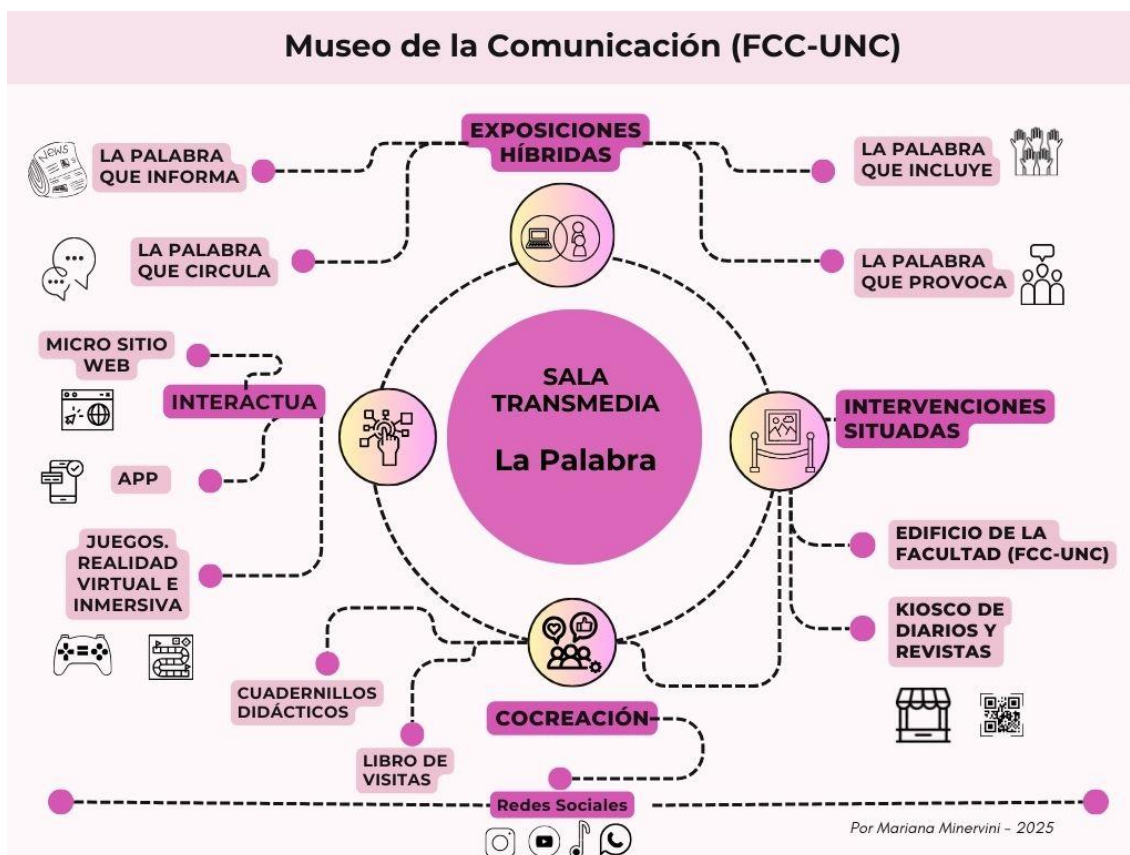 Museo de la Comunicación (FCC-UNC)
EXPOSICIONES
HÍBRIDAS
NEWS
LA PALABRA
QUE INFORMA
LA PALABRA
QUE CIRCULA
LA PALABRA
QUE INCLUYE
LA PALABRA
QUE PROVOCA
MICRO SITIO
WEB
INTERACTUA
APP
JUEGOS.
REALIDAD
VIRTUAL E
INMERSIVA
SALA
TRANSMEDIA
La Palabra
INTERVENCIONES
SITUADAS
EDIFICIO DE LA
FACULTAD (FCC-UNC)
KIOSCO DE
DIARIOS Y
REVISTAS
CUADERNILLOS
DIDÁCTICOS
LIBRO DE
VISITAS
COCREACIÓN
Redes Sociales
Por Mariana Minervini - 2025